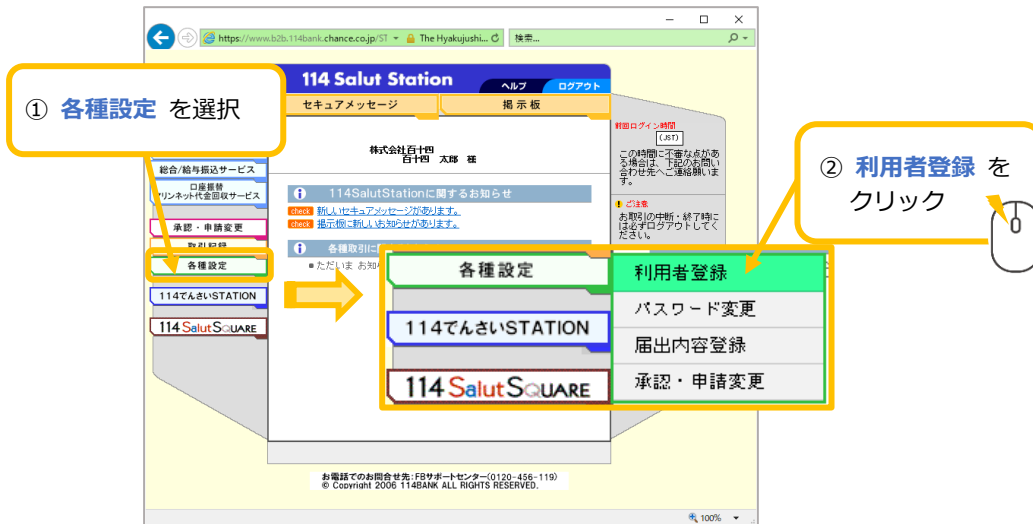 https://www.b2b.114bank.chance.co.jp/ST
The Hyakujushi...
検索...
114 Salut Station
ヘルプ
ログアウト
セキュアメッセージ
掲示板
① 各種設定 を選択
株式会社百十四
百十四 太郎 様
前回ログイン時間
(JST)
この時間に不審な点があ
る場合は、下記のお問い
合わせ先へご連絡願いま
す。
ご注意
お取引の中断・終了時に
は必ずログアウトしてく
ださい。
② 利用者登録 を
クリック
総合/給与振込サービス
口座振替
ワリンネット代金回収サービス
承認・申請変更
取引記録
各種設定
114でんさいSTATION
114 Salut SQUARE
114SalutStationに関するお知らせ
check 新しいセキュアメッセージがあります。
check 掲示板に新しいお知らせがあります。
各種取引に
■ただいま お知
各種設定
114でんさいSTATION
114 Salut SQUARE
利用者登録
パスワード変更
届出内容登録
承認・申請変更
お電話でのお問合せ先:FBサポートセンター(0120-456-119)
© Copyright 2006 114BANK ALL RIGHTS RESERVED.
100%